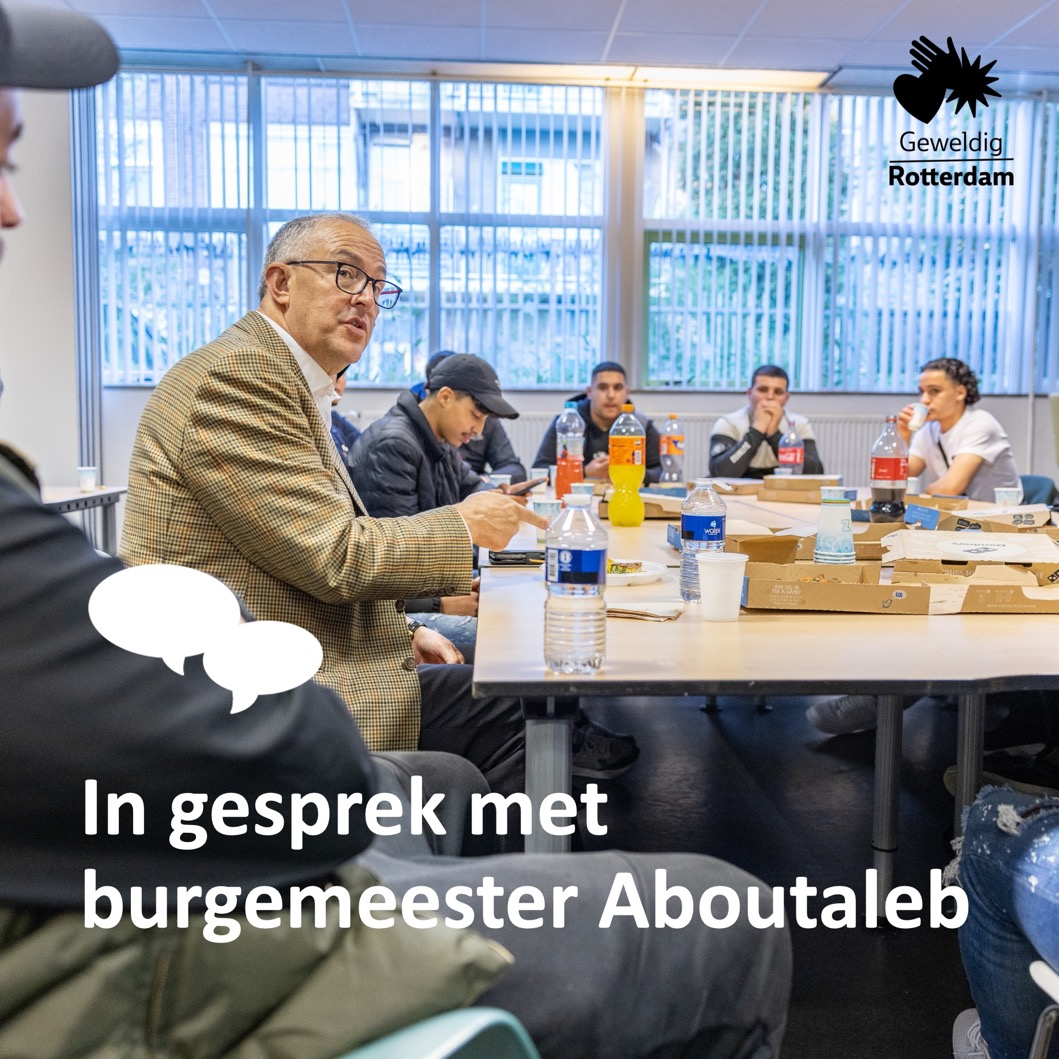 Geweldig
Rotterdam
In gesprek met
burgemeester Aboutaleb